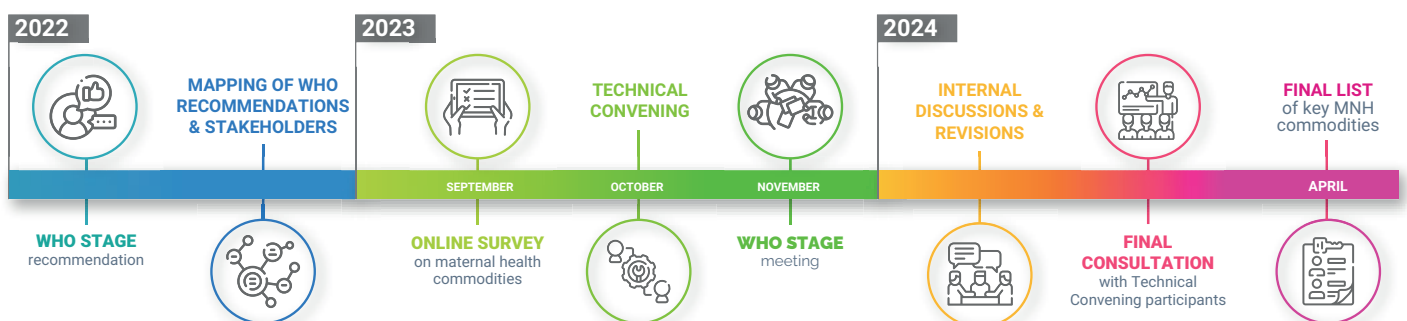 2022
2023
2024
MAPPING OF WHO
RECOMMENDATIONS
& STAKEHOLDERS
TECHNICAL
CONVENING
INTERNAL
DISCUSSIONS &
REVISIONS
FINAL LIST
of key MNH
commodities
SEPTEMBER
OCTOBER
NOVEMBER
APRIL
WHO STAGE
recommendation
ONLINE SURVEY
on maternal health
commodities
WHO STAGE
meeting
FINAL
CONSULTATION
with Technical
Convening participants